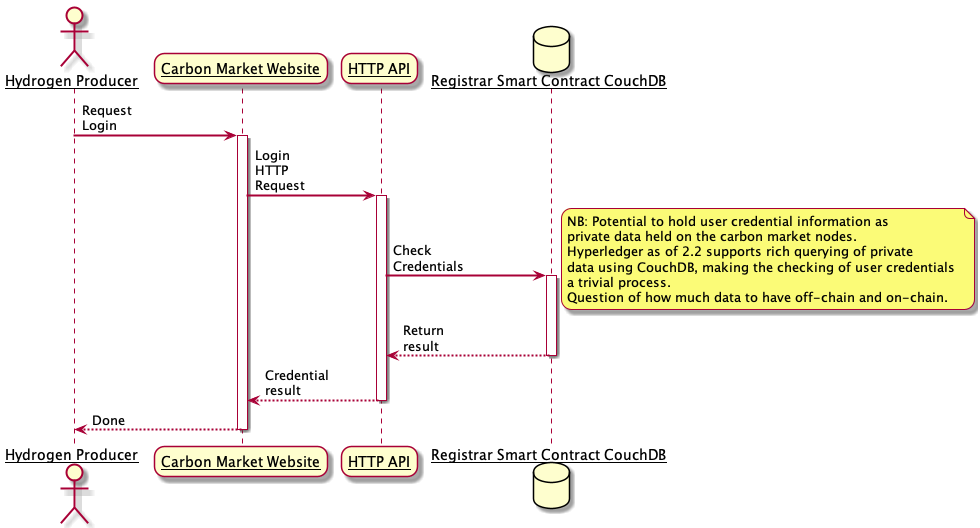 Hydrogen Producer
Carbon Market Website
HTTP API
Registrar Smart Contract CouchDB
Request
Login
Login
HTTP
Request
NB: Potential to hold user credential information as
private data held on the carbon market nodes.
Hyperledger as of 2.2 supports rich querying of private
data using CouchDB, making the checking of user credentials
a trivial process.
Question of how much data to have off-chain and on-chain.
Check
Credentials
Return
result
Credential
result
Done
Hydrogen Producer
Carbon Market Website
HTTP API
Registrar Smart Contract CouchDB